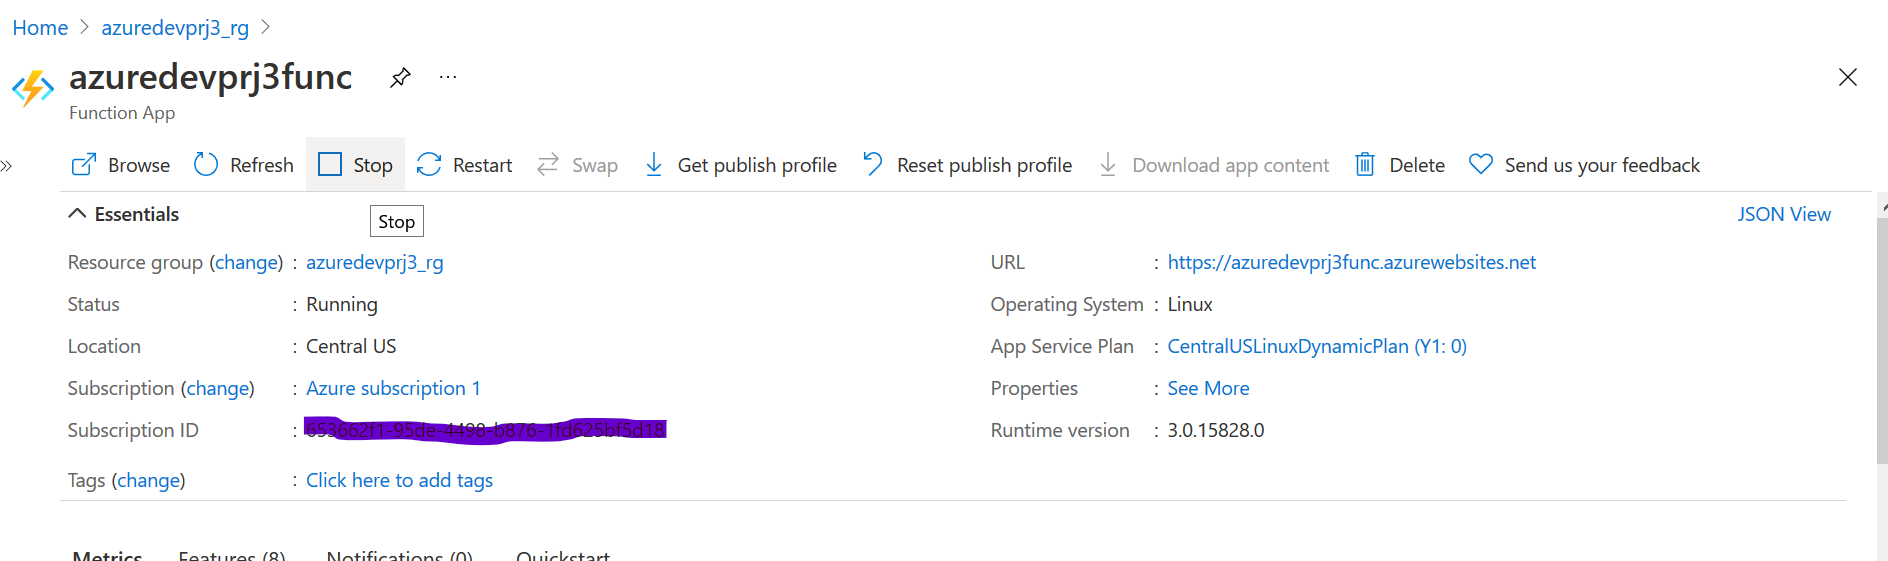 Home > azuredevprj3_rg >
azuredevprj3func
Function App
Browse Refresh Stop Restart Swap Get publish profile Reset publish profile Download app content Delete Send us your feedback
Essentials JSON View
Stop
Resource group (change) : azuredevprj3_rg
Status : Running
Location : Central US
Subscription (change) : Azure subscription 1
Subscription ID :
Tags (change) : Click here to add tags
URL : https://azuredevprj3func.azurewebsites.net
Operating System : Linux
App Service Plan : CentralUSLinuxDynamicPlan (Y1: 0)
Properties : See More
Runtime version : 3.0.15828.0
Metrics Features (8) Notifications (0) Quickstart